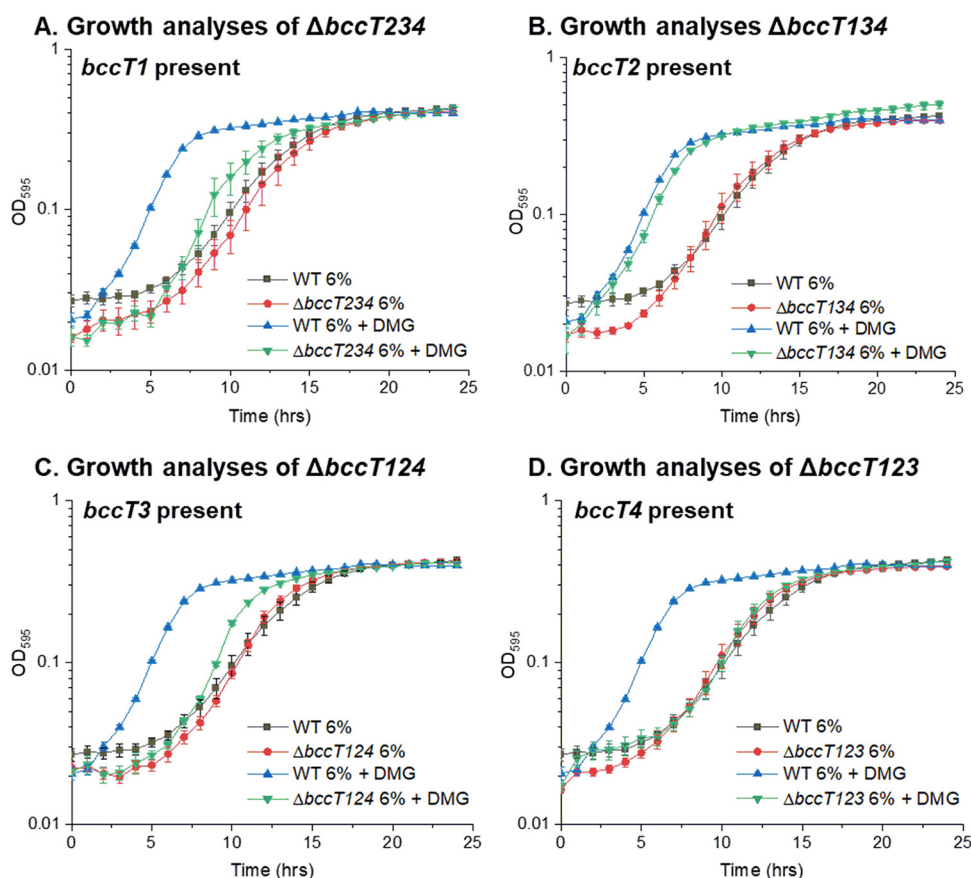 A. Growth analyses of ΔbccT234
bccT1 present
1
0.1
0.01
OD595
WT 6%
ΔbccT234 6%
WT 6% + DMG
ΔbccT234 6% + DMG
0 5 10 15 20 25
Time (hrs)
B. Growth analyses ΔbccT134
bccT2 present
1
0.1
0.01
OD595
WT 6%
ΔbccT134 6%
WT 6% + DMG
ΔbccT134 6% + DMG
0 5 10 15 20 25
Time (hrs)
C. Growth analyses of ΔbccT124
bccT3 present
1
0.1
0.01
OD595
WT 6%
ΔbccT124 6%
WT 6% + DMG
ΔbccT124 6% + DMG
0 5 10 15 20 25
Time (hrs)
D. Growth analyses of ΔbccT123
bccT4 present
1
0.1
0.01
OD595
WT 6%
ΔbccT123 6%
WT 6% + DMG
ΔbccT123 6% + DMG
0 5 10 15 20 25
Time (hrs)